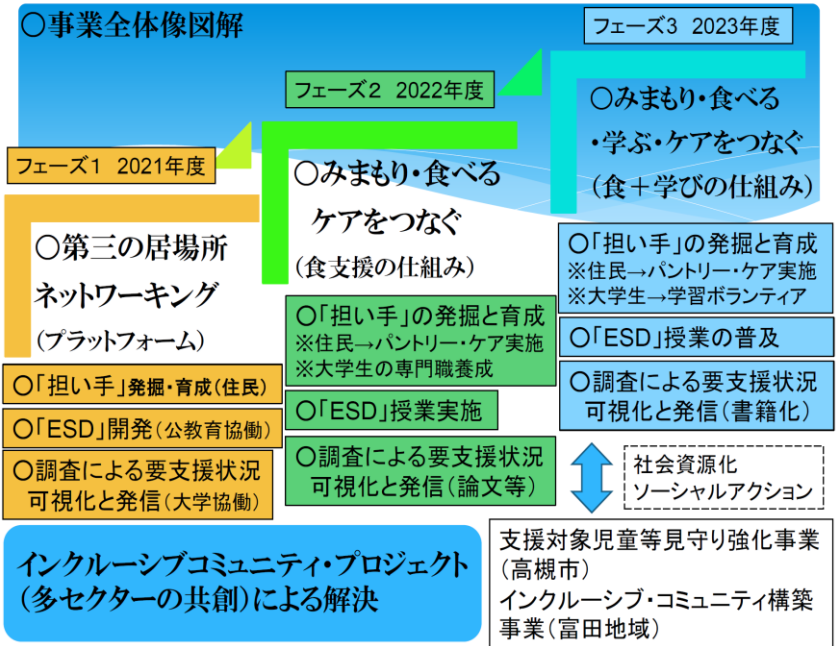 〇事業全体像図解
フェーズ1 2021年度
〇第三の居場所
ネットワーキング
(プラットフォーム)
〇「担い手」発掘・育成(住民)
〇「ESD」開発(公教育協働)
〇調査による要支援状況
可視化と発信(大学協働)
フェーズ2 2022年度
〇みまもり・食べる
ケアをつなぐ
(食支援の仕組み)
〇「担い手」の発掘と育成
※住民→パントリー・ケア実施
※大学生の専門職養成
〇「ESD」授業実施
〇調査による要支援状況
可視化と発信(論文等)
フェーズ3 2023年度
〇みまもり・食べる
・学ぶ・ケアをつなぐ
(食+学びの仕組み)
〇「担い手」の発掘と育成
※住民→パントリー・ケア実施
※大学生→学習ボランティア
〇「ESD」授業の普及
〇調査による要支援状況
可視化と発信(書籍化)
社会資源化
ソーシャルアクション
インクルーシブコミュニティ・プロジェクト
(多セクターの共創)による解決
支援対象児童等見守り強化事業
(高槻市)
インクルーシブ・コミュニティ構築
事業(富田地域)